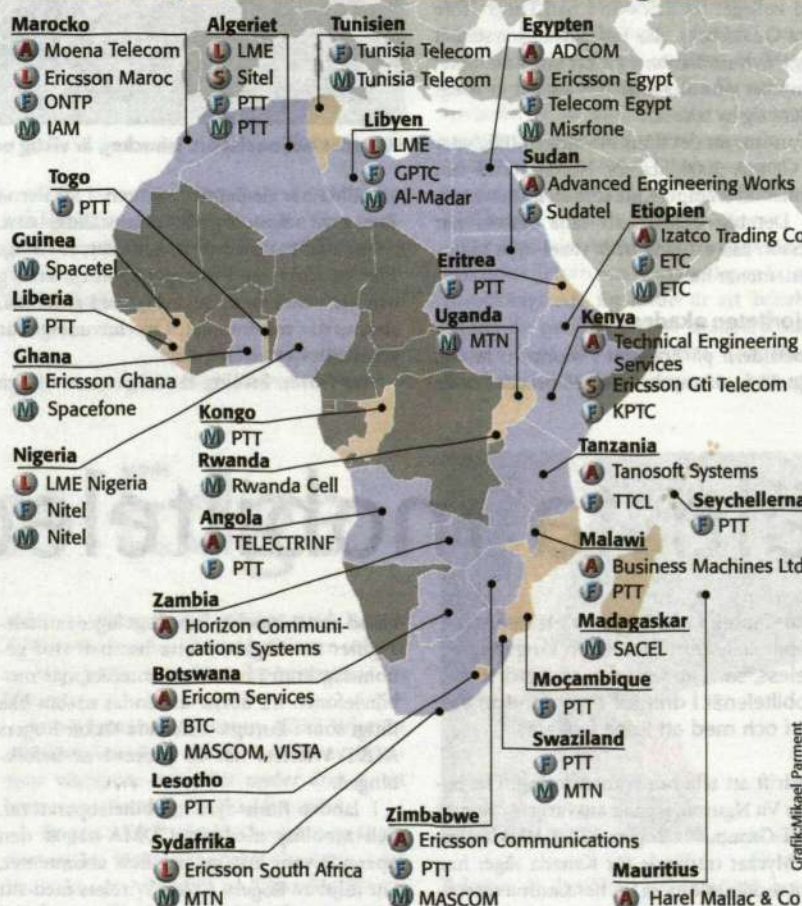 Marocko
A Moena Telecom
L Ericsson Maroc
F ONTP
M IAM
Algeriet
L LME
S Sitel
F PTT
M PTT
Tunisien
F Tunisia Telecom
M Tunisia Telecom
Egypten
A ADCOM
L Ericsson Egypt
F Telecom Egypt
M Misrfone
Libyen
L LME
F GPTC
M Al-Madar
Sudan
A Advanced Engineering Works
F Sudatel
Togo
F PTT
Etiopien
A Izatco Trading Co
F ETC
M ETC
Guinea
M Spacetel
Eritrea
F PTT
Liberia
F PTT
Uganda
M MTN
Kenya
A Technical Engineering
Services
S Ericsson Gti Telecom
F KPTC
Ghana
L Ericsson Ghana
M Spacefone
Kongo
M PTT
Nigeria
L LME Nigeria
F Nitel
M Nitel
Rwanda
M Rwanda Cell
Tanzania
A Tanosoft Systems
F TTCL
Seychellerna
F PTT
Angola
A TELECTRINF
F PTT
Malawi
A Business Machines Ltd
F PTT
Zambia
A Horizon Communi-
cations Systems
Madagaskar
M SACEL
Botswana
A Ericom Services
F BTC
M MASCOM, VISTA
Moçambique
F PTT
Swaziland
F PTT
M MTN
Lesotho
F PTT
Zimbabwe
A Ericsson Communications
F PTT
M MASCOM
Sydafrika
L Ericsson South Africa
M MTN
Mauritius
A Harel Mallac & Co
Grafik: Mikael Parment